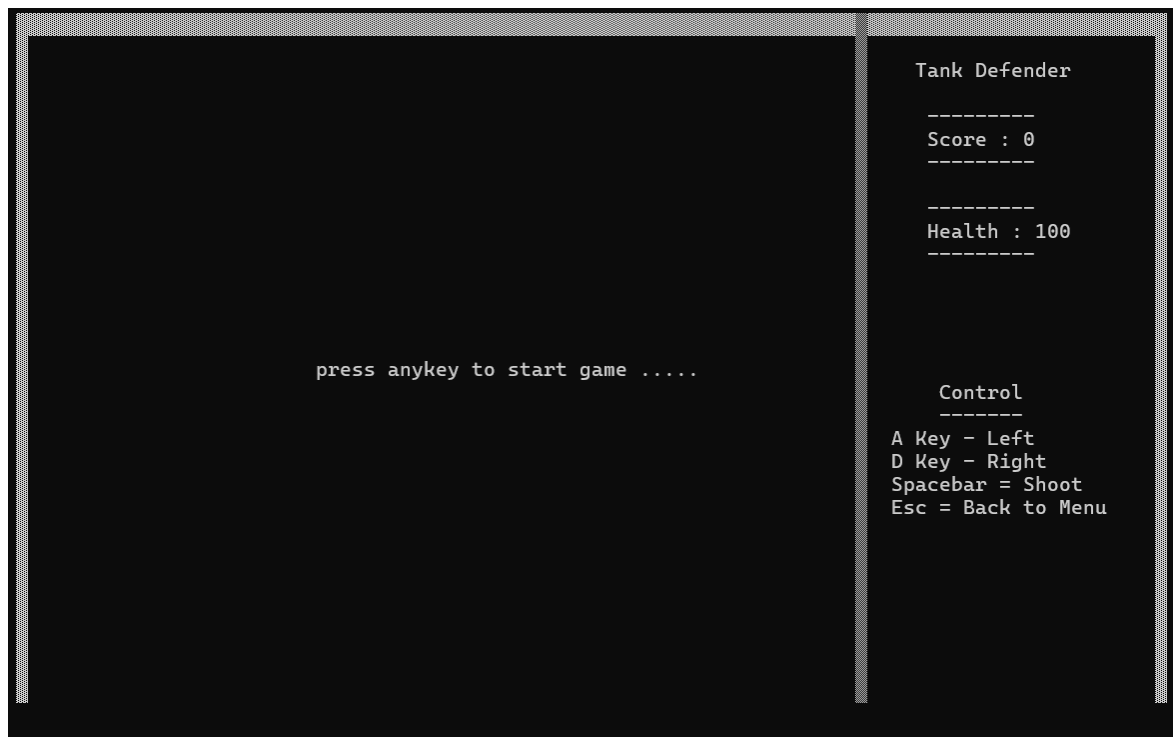 Tank Defender
---------
Score : 0
---------
---------
Health : 100
---------
press anykey to start game .....
Control
-------
A Key - Left
D Key - Right
Spacebar = Shoot
Esc = Back to Menu